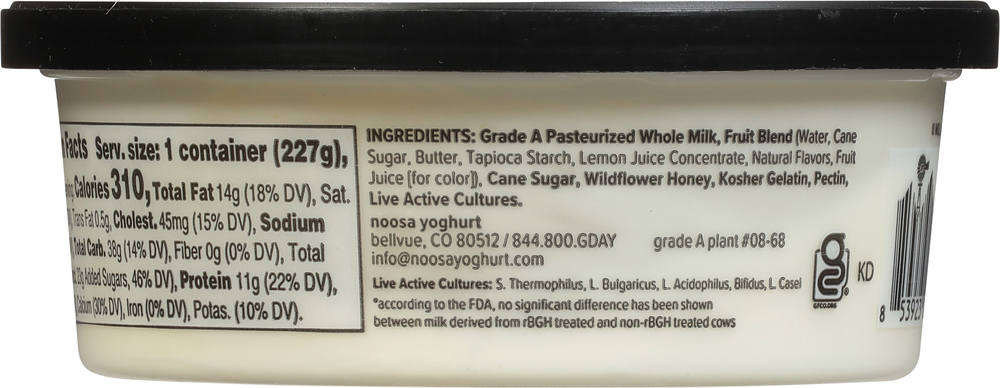 Facts Serv. size: 1 container (227g),
Calories 310, Total Fat 14g (18% DV), Sat.
Trans Fat 0.5g, Cholest. 45mg (15% DV), Sodium
Total Carb. 38g (14% DV), Fiber 0g (0% DV), Total
Added Sugars, 46% DV), Protein 11g (22% DV),
Calcium (30% DV), Iron (0% DV), Potas. (10% DV).
INGREDIENTS: Grade A Pasteurized Whole Milk, Fruit Blend (Water, Cane
Sugar, Butter, Tapioca Starch, Lemon Juice Concentrate, Natural Flavors, Fruit
Juice [for color]), Cane Sugar, Wildflower Honey, Kosher Gelatin, Pectin,
Live Active Cultures.
noosa yoghurt
bellvue, CO 80512 / 844.800.GDAY grade A plant #08-68
info@noosayoghurt.com
Live Active Cultures: S. Thermophilus, L. Bulgaricus, L. Acidophilus, Bifidus, L. Casei
*according to the FDA, no significant difference has been shown
between milk derived from rBGH treated and non-rBGH treated cows
GFCO.ORG
KD
8 53923